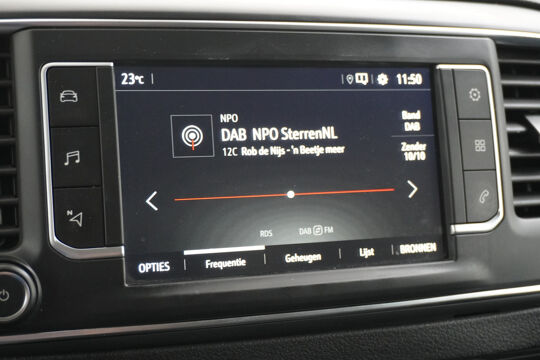 23°C
11:50
NPO
DAB NPO SterrenNL
12C Rob de Nijs - 'n Beetje meer
Band
DAB
Zender
10/10
N
RDS
DAB FM
OPTIES
Frequentie
Geheugen
Lijst
BRONNEN